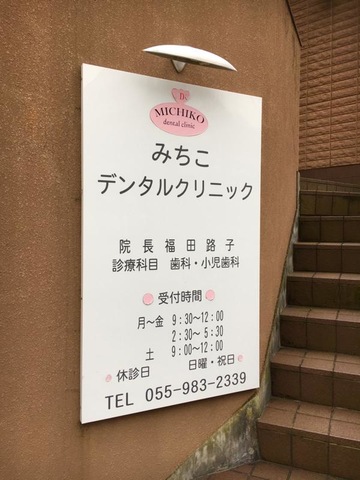 Dr.
MICHIKO
dental clinic
みちこ
デンタルクリニック
院長 福田路子
診療科目 歯科・小児歯科
受付時間
月〜金 9:30〜12:00
2:30〜5:30
土 9:00〜12:00
休診日 日曜・祝日
TEL 055-983-2339